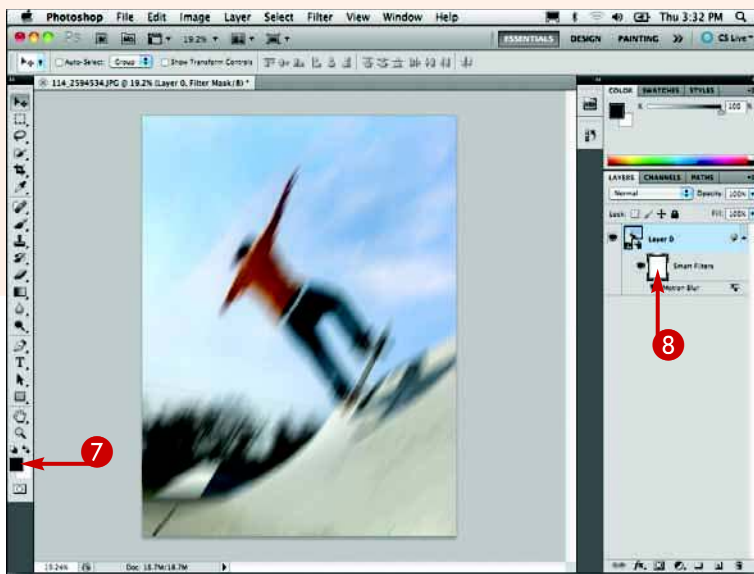 Photoshop File Edit Image Layer Select Filter View Window Help Thu 3:32 PM
Ps Mb 19.2% ESSENTIALS DESIGN PAINTING >> CS Live
Auto-Select: Group Show Transform Controls
114_2594534.JPG @ 19.2% (Layer 0, Filter Mask/8) *
COLOR SWATCHES STYLES
K 100 %
LAYERS CHANNELS PATHS
Normal Opacity: 100%
Lock: Fill: 100%
Layer 0
Smart Filters
Motion Blur
8
7
19.24% Doc: 18.7M/18.7M